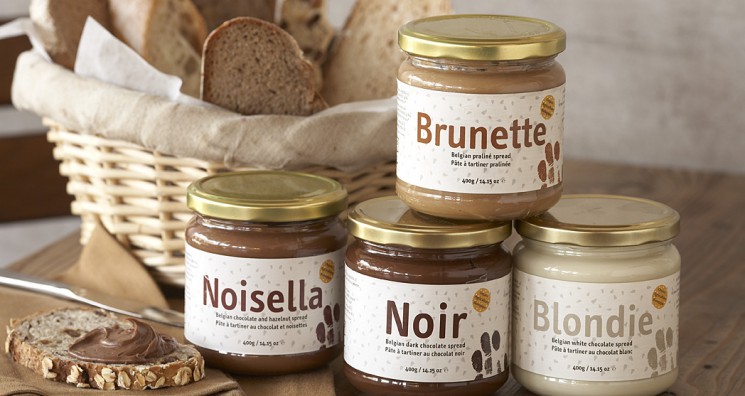 Brunette
Belgian praliné spread
Pâte à tartiner pralinée
400g / 14.15 oz
Noisella
Belgian chocolate and hazelnut spread
Pâte à tartiner au chocolat et noisettes
400g / 14.15 oz
Noir
Belgian dark chocolate spread
Pâte à tartiner au chocolat noir
400g / 14.15 oz
Blondie
Belgian white chocolate spread
Pâte à tartiner au chocolat blanc
400g / 14.15 oz